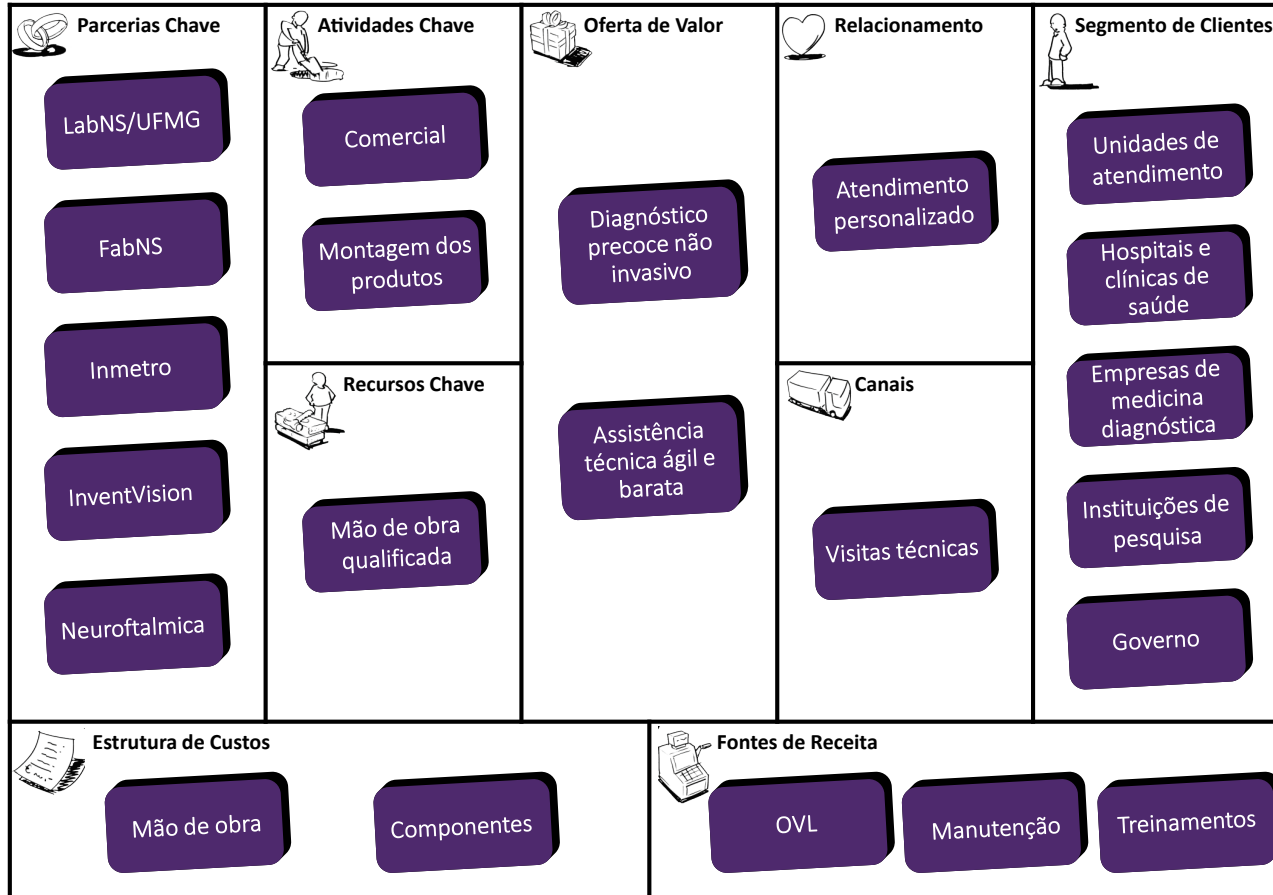 Parcerias Chave
LabNS/UFMG
FabNS
Inmetro
InventVision
Neuroftalmica
Atividades Chave
Comercial
Montagem dos
produtos
Recursos Chave
Mão de obra
qualificada
Oferta de Valor
Diagnóstico
precoce não
invasivo
Assistência
técnica ágil e
barata
Relacionamento
Atendimento
personalizado
Canais
Visitas técnicas
Segmento de Clientes
Unidades de
atendimento
Hospitais e
clínicas de
saúde
Empresas de
medicina
diagnóstica
Instituições de
pesquisa
Governo
Estrutura de Custos
Mão de obra
Componentes
Fontes de Receita
OVL
Manutenção
Treinamentos